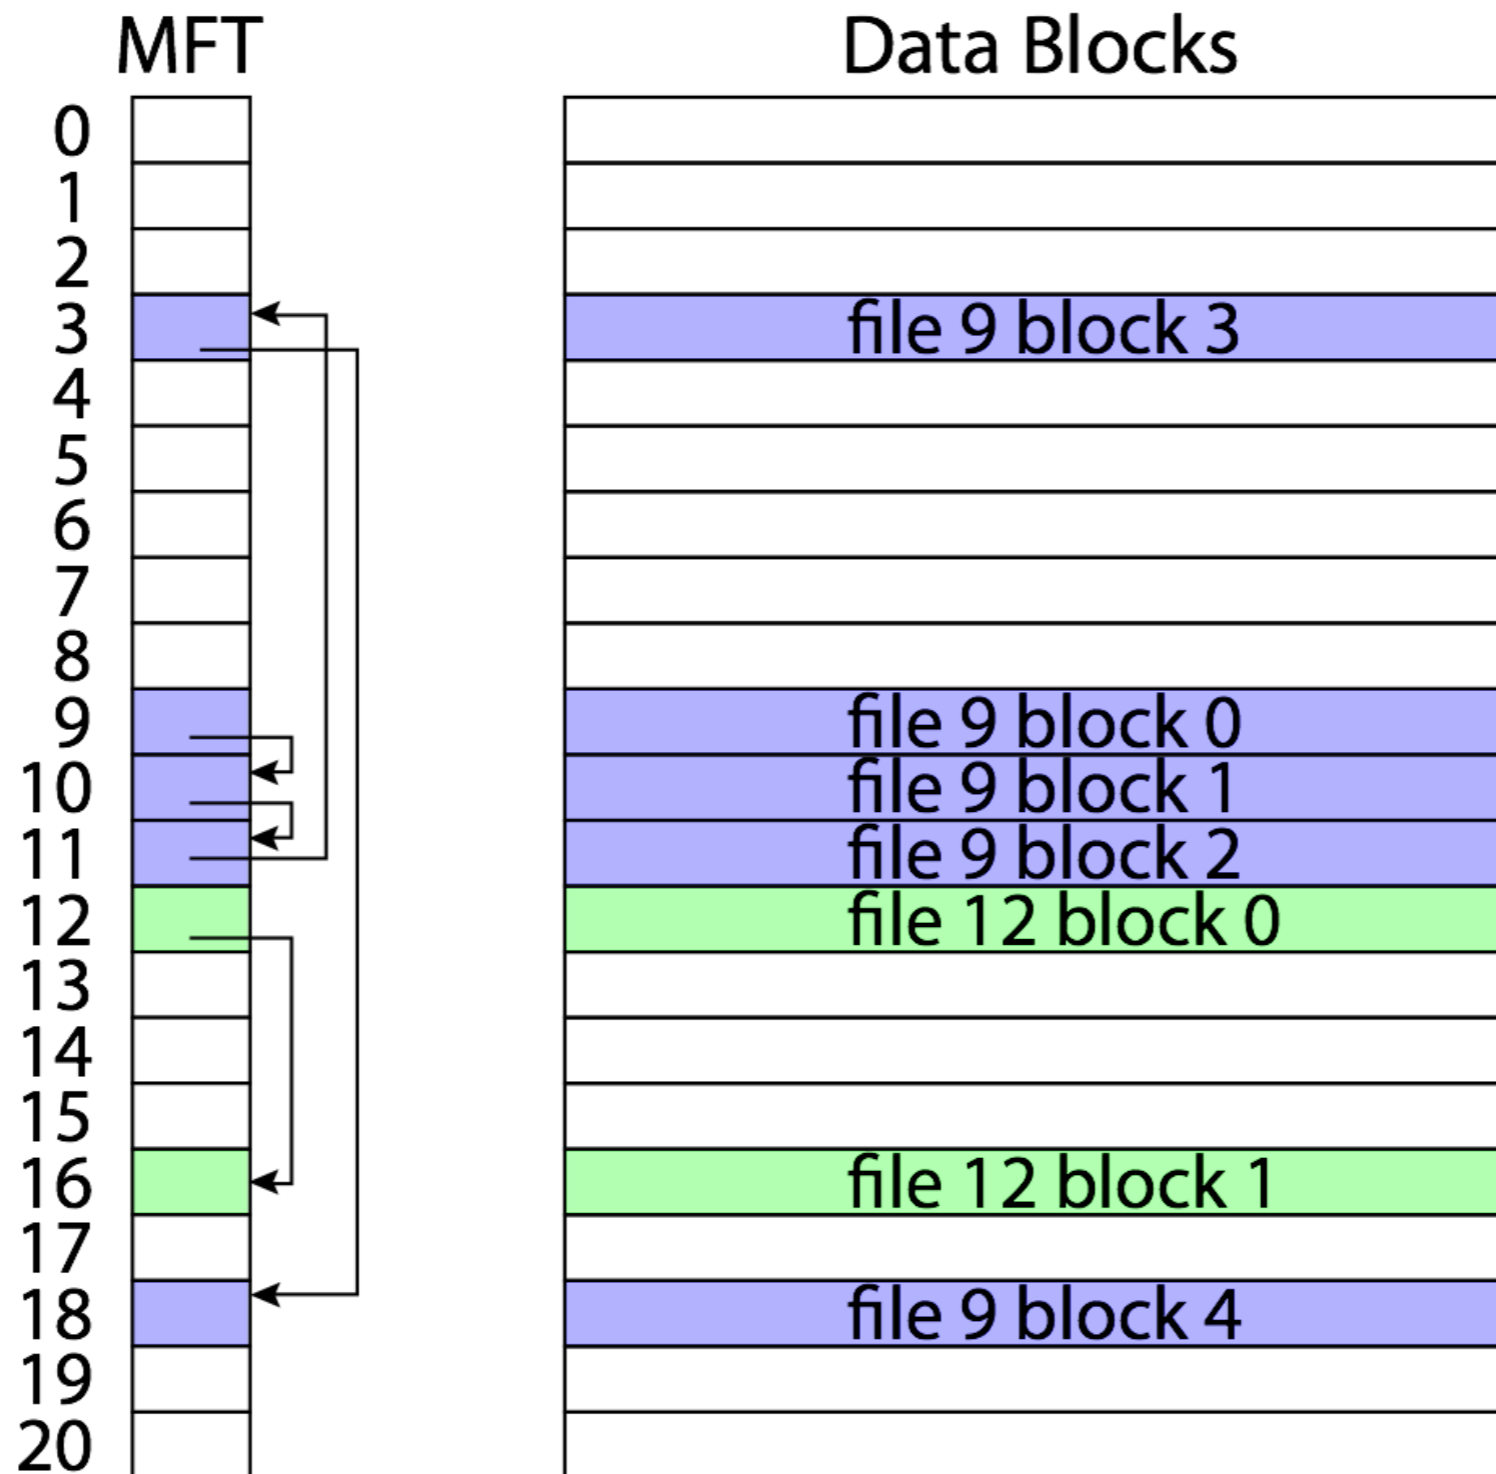 MFT Data Blocks
0
1
2
3 file 9 block 3
4
5
6
7
8
9 file 9 block 0
10 file 9 block 1
11 file 9 block 2
12 file 12 block 0
13
14
15
16 file 12 block 1
17
18 file 9 block 4
19
20